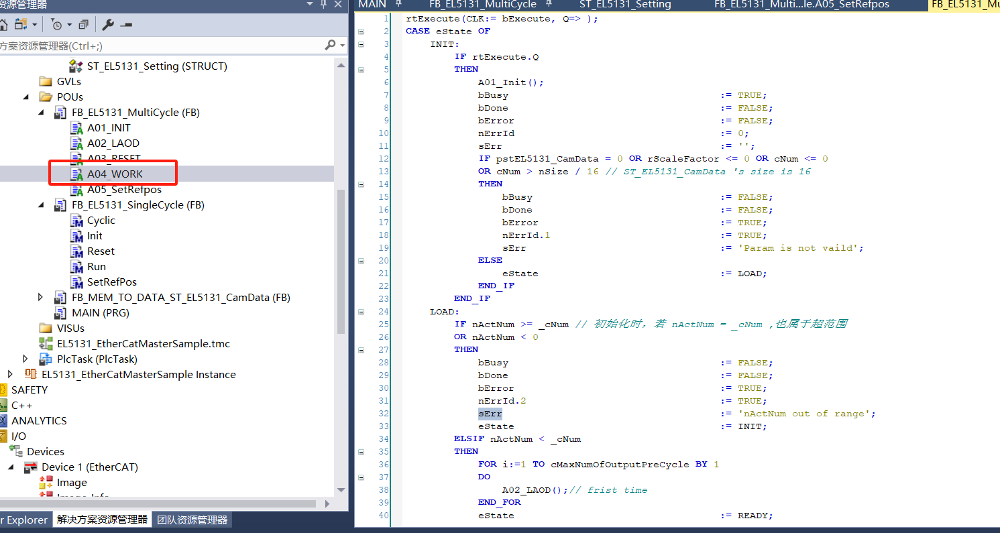 资源管理器
方案资源管理器(Ctrl+;)
ST_EL5131_Setting (STRUCT)
GVLs
POUs
FB_EL5131_MultiCycle (FB)
A01_INIT
A02_LAOD
A03_RESET
A04_WORK
A05_SetRefpos
FB_EL5131_SingleCycle (FB)
Cyclic
Init
Reset
Run
SetRefPos
FB_MEM_TO_DATA_ST_EL5131_CamData (FB)
MAIN (PRG)
VISUs
EL5131_EtherCatMasterSample.tmc
PlcTask (PlcTask)
EL5131_EtherCatMasterSample Instance
SAFETY
C++
ANALYTICS
I/O
Devices
Device 1 (EtherCAT)
Image
Image-Info
r Explorer 解决方案资源管理器 团队资源管理器
MAIN FB_EL5131_MultiCycle ST_EL5131_Setting FB_EL5131_Multi...le.A05_SetRefpos FB_EL5131_Mu
1 rtExecute(CLK:= bExecute, Q=> );
2 CASE eState OF
3 INIT:
4 IF rtExecute.Q
5 THEN
6 A01_Init();
7 bBusy := TRUE;
8 bDone := FALSE;
9 bError := FALSE;
10 nErrId := 0;
11 sErr := '';
12 IF pstEL5131_CamData = 0 OR rScaleFactor <= 0 OR cNum <= 0
13 OR cNum > nSize / 16 // ST_EL5131_CamData 's size is 16
14 THEN
15 bBusy := FALSE;
16 bDone := FALSE;
17 bError := TRUE;
18 nErrId.1 := TRUE;
19 sErr := 'Param is not vaild';
20 ELSE
21 eState := LOAD;
22 END_IF
23 END_IF
24 LOAD:
25 IF nActNum >= _cNum // 初始化时，若 nActNum = _cNum ,也属于超范围
26 OR nActNum < 0
27 THEN
28 bBusy := FALSE;
29 bDone := FALSE;
30 bError := TRUE;
31 nErrId.2 := TRUE;
32 sErr := 'nActNum out of range';
33 eState := INIT;
34 ELSIF nActNum < _cNum
35 THEN
36 FOR i:=1 TO cMaxNumOfOutputPreCycle BY 1
37 DO
38 A02_LAOD();// frist time
39 END_FOR
40 eState := READY;